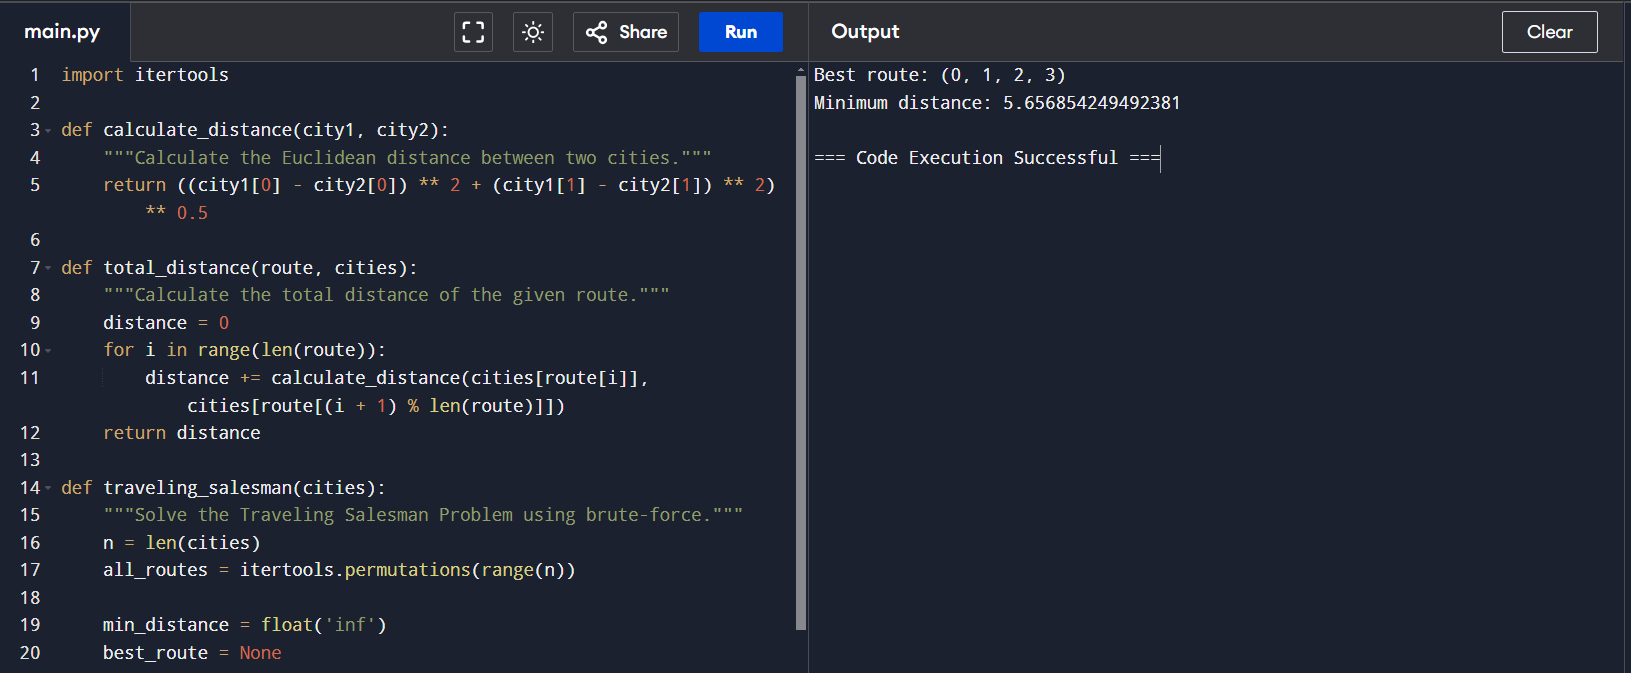 main.py
Share
Run
Output
Clear
1 import itertools
2
3 def calculate_distance(city1, city2):
4     """Calculate the Euclidean distance between two cities."""
5     return ((city1[0] - city2[0]) ** 2 + (city1[1] - city2[1]) ** 2)
        ** 0.5
6
7 def total_distance(route, cities):
8     """Calculate the total distance of the given route."""
9     distance = 0
10     for i in range(len(route)):
11         distance += calculate_distance(cities[route[i]],
            cities[route[(i + 1) % len(route)]])
12     return distance
13
14 def traveling_salesman(cities):
15     """Solve the Traveling Salesman Problem using brute-force."""
16     n = len(cities)
17     all_routes = itertools.permutations(range(n))
18
19     min_distance = float('inf')
20     best_route = None
Best route: (0, 1, 2, 3)
Minimum distance: 5.656854249492381
=== Code Execution Successful ===